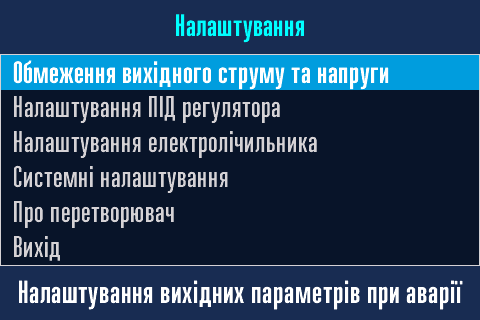 Налаштування
Обмеження вихідного струму та напруги
Налаштування ПІД регулятора
Налаштування електролічильника
Системні налаштування
Про перетворювач
Вихід
Налаштування вихідних параметрів при аварії